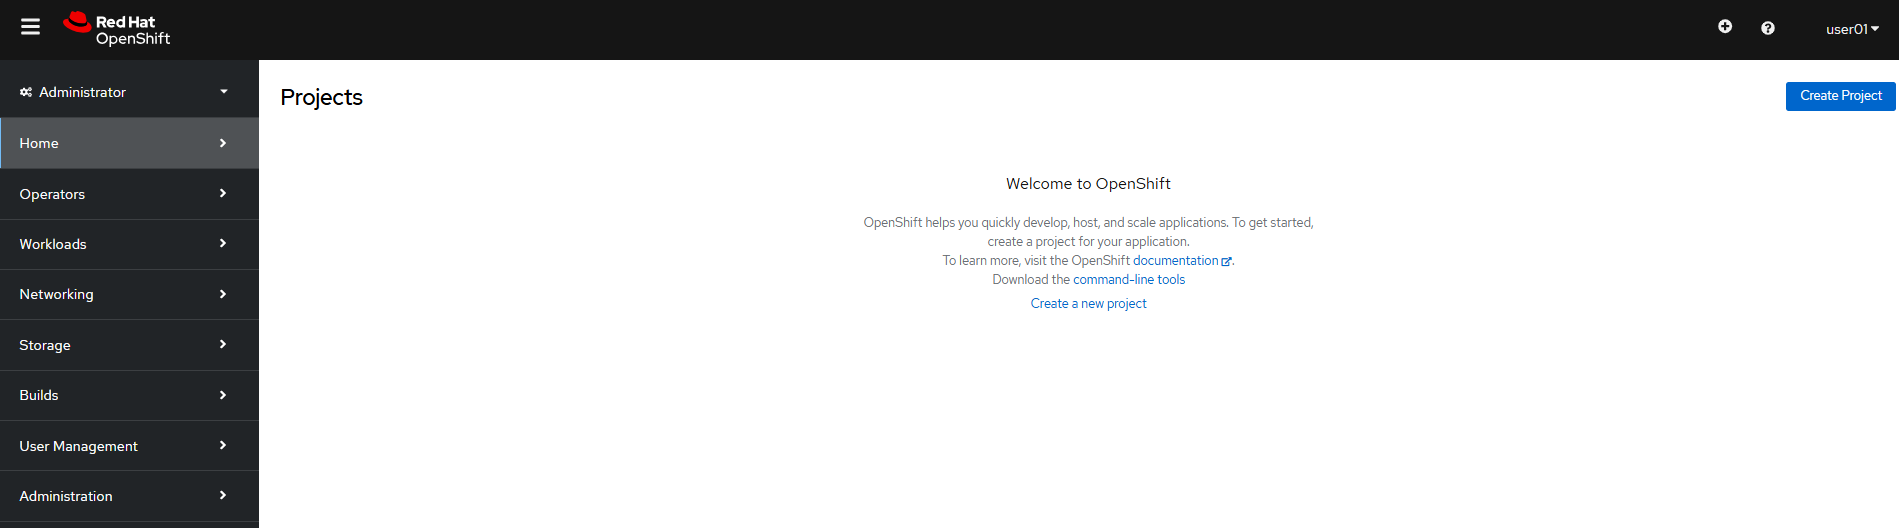 Red Hat
OpenShift
user01
Administrator
Home
Operators
Workloads
Networking
Storage
Builds
User Management
Administration
Projects
Create Project
Welcome to OpenShift
OpenShift helps you quickly develop, host, and scale applications. To get started,
create a project for your application.
To learn more, visit the OpenShift documentation.
Download the command-line tools
Create a new project